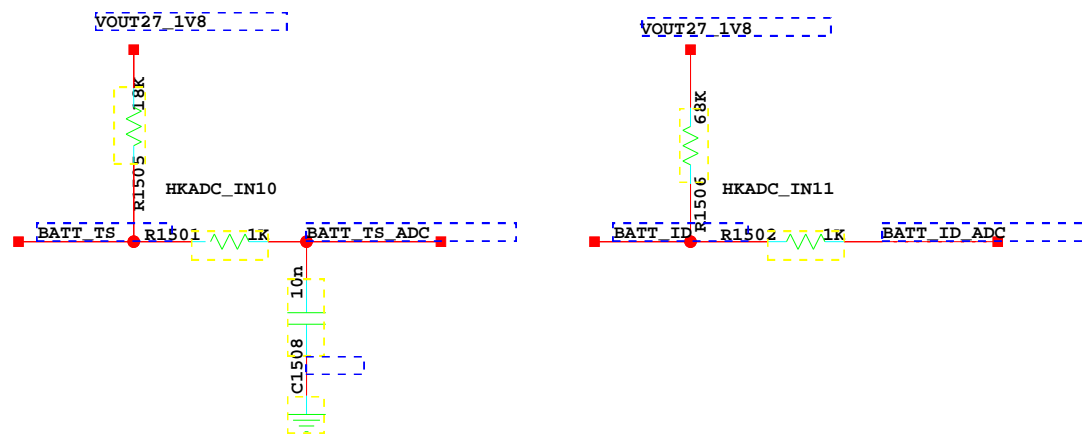 VOUT27_1V8
18K
R1505
HKADC_IN10
BATT_TS
R1501
1K
BATT_TS_ADC
10n
C1508
VOUT27_1V8
68K
R1506
HKADC_IN11
BATT_ID
R1502
1K
BATT_ID_ADC